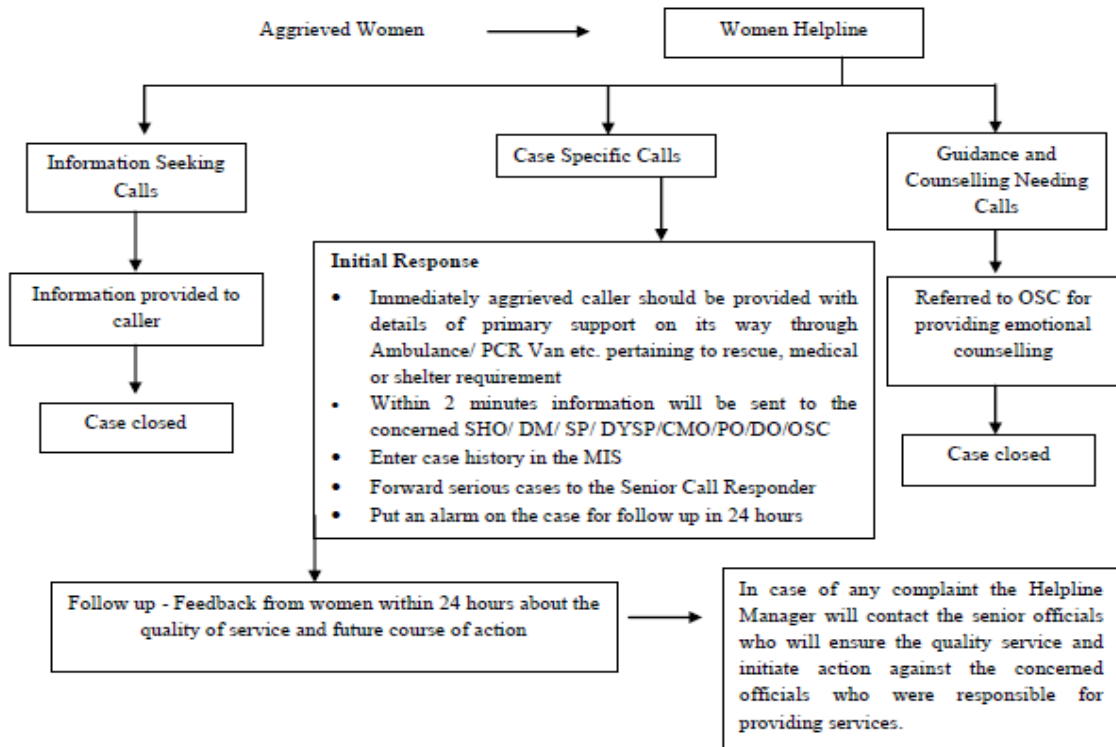 Aggrieved Women
Women Helpline
Information Seeking
Calls
Case Specific Calls
Guidance and
Counselling Needing
Calls
Information provided to
caller
Case closed
Initial Response
• Immediately aggrieved caller should be provided with
details of primary support on its way through
Ambulance/ PCR Van etc. pertaining to rescue, medical
or shelter requirement
• Within 2 minutes information will be sent to the
concerned SHO/ DM/ SP/ DYSP/CMO/PO/DO/OSC
• Enter case history in the MIS
• Forward serious cases to the Senior Call Responder
• Put an alarm on the case for follow up in 24 hours
Referred to OSC for
providing emotional
counselling
Case closed
Follow up - Feedback from women within 24 hours about the
quality of service and future course of action
In case of any complaint the Helpline
Manager will contact the senior officials
who will ensure the quality service and
initiate action against the concerned
officials who were responsible for
providing services.